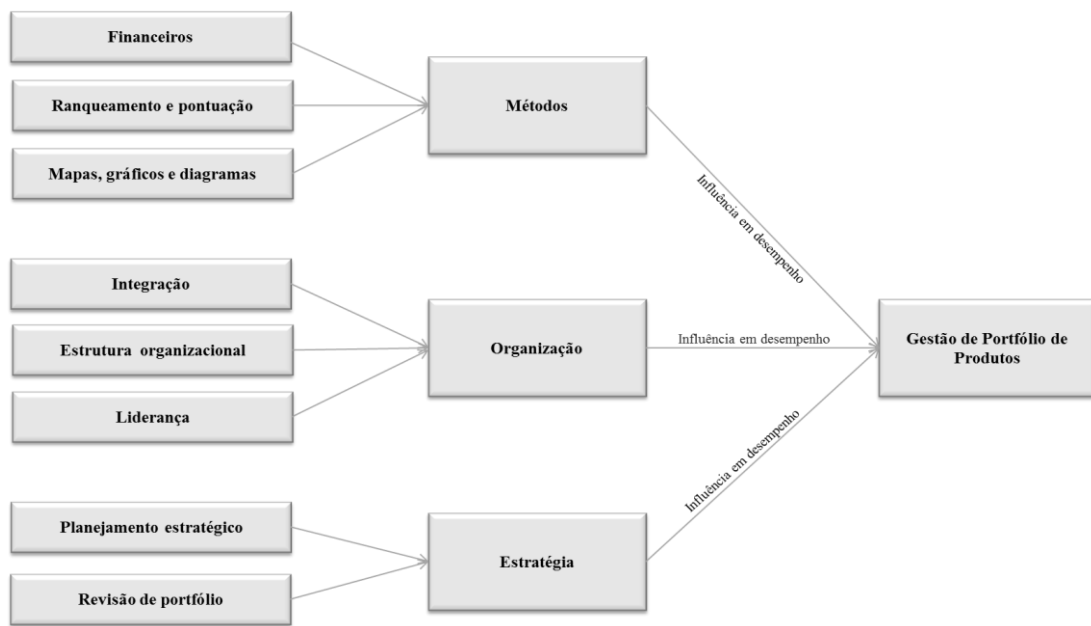 Financeiros
Ranqueamento e pontuação
Mapas, gráficos e diagramas
Métodos
Influência em desempenho
Integração
Estrutura organizacional
Liderança
Organização
Influência em desempenho
Gestão de Portfólio de
Produtos
Planejamento estratégico
Revisão de portfólio
Estratégia
Influência em desempenho